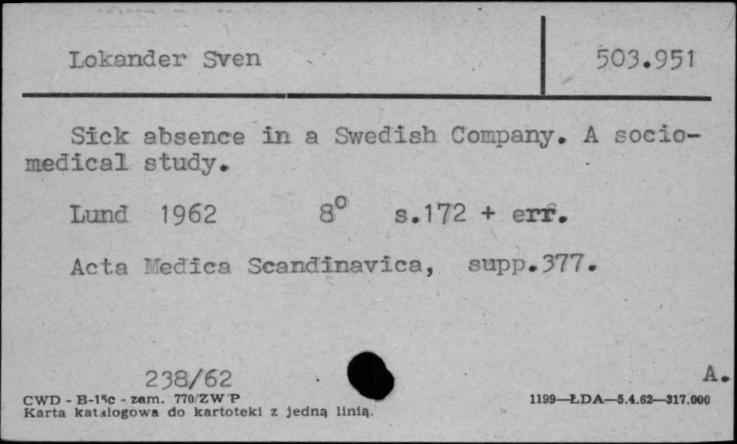 Lokander Sven 503.951
Sick absence in a Swedish Company. A socio-
medical study.
Lund 1962 8° s.172 + err.
Acta Medica Scandinavica, supp.377.
238/62 A.
CWD - B-15c - zam. 770/ZW P 1199—ŁDA—5.4.62—317.000
Karta katalogowa do kartoteki z jedną linią.